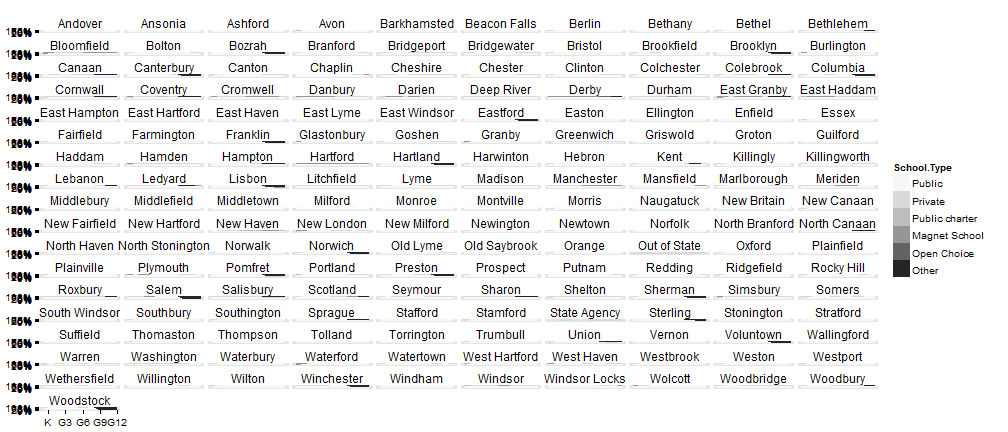 Andover Ansonia Ashford Avon Barkhamsted Beacon Falls Berlin Bethany Bethel Bethlehem
Bloomfield Bolton Bozrah Branford Bridgeport Bridgewater Bristol Brookfield Brooklyn Burlington
Canaan Canterbury Canton Chaplin Cheshire Chester Clinton Colchester Colebrook Columbia
Cornwall Coventry Cromwell Danbury Darien Deep River Derby Durham East Granby East Haddam
East Hampton East Hartford East Haven East Lyme East Windsor Eastford Easton Ellington Enfield Essex
Fairfield Farmington Franklin Glastonbury Goshen Granby Greenwich Griswold Groton Guilford
Haddam Hamden Hampton Hartford Hartland Harwinton Hebron Kent Killingly Killingworth
Lebanon Ledyard Lisbon Litchfield Lyme Madison Manchester Mansfield Marlborough Meriden
Middlebury Middlefield Middletown Milford Monroe Montville Morris Naugatuck New Britain New Canaan
New Fairfield New Hartford New Haven New London New Milford Newington Newtown Norfolk North Branford North Canaan
North Haven North Stonington Norwalk Norwich Old Lyme Old Saybrook Orange Out of State Oxford Plainfield
Plainville Plymouth Pomfret Portland Preston Prospect Putnam Redding Ridgefield Rocky Hill
Roxbury Salem Salisbury Scotland Seymour Sharon Shelton Sherman Simsbury Somers
South Windsor Southbury Southington Sprague Stafford Stamford State Agency Sterling Stonington Stratford
Suffield Thomaston Thompson Tolland Torrington Trumbull Union Vernon Voluntown Wallingford
Warren Washington Waterbury Waterford Watertown West Hartford West Haven Westbrook Weston Westport
Wethersfield Willington Wilton Winchester Windham Windsor Windsor Locks Wolcott Woodbridge Woodbury
Woodstock
K G3 G6 G9 G12
School.Type
Public
Private
Public charter
Magnet School
Open Choice
Other